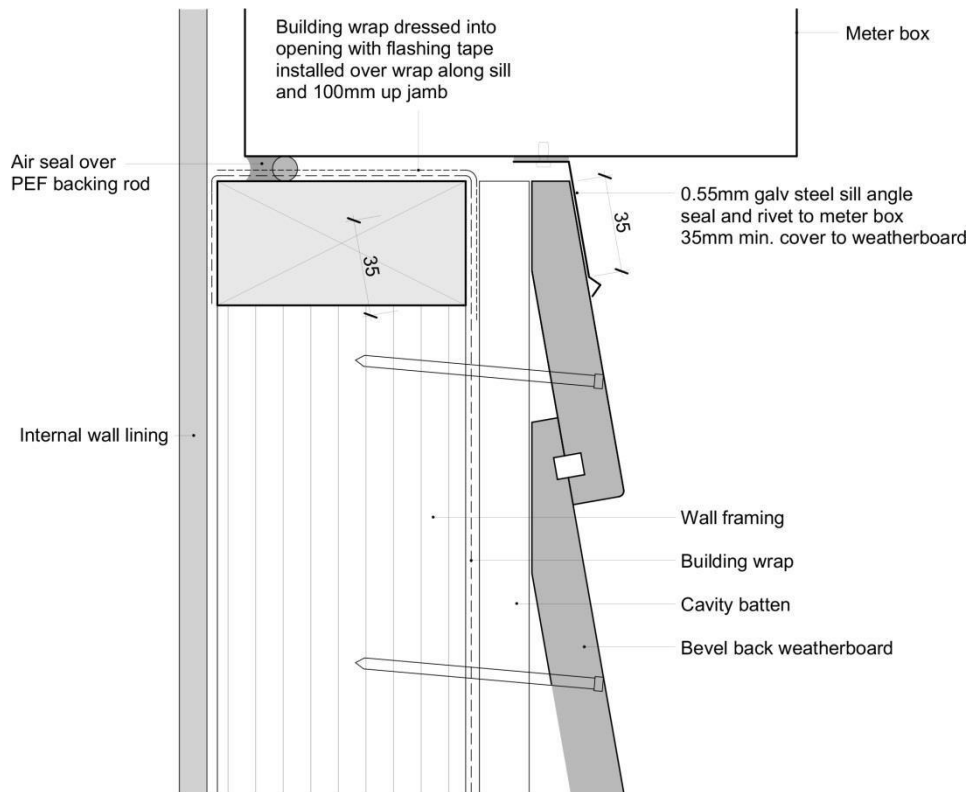 Building wrap dressed into
opening with flashing tape
installed over wrap along sill
and 100mm up jamb
Meter box
Air seal over
PEF backing rod
0.55mm galv steel sill angle
seal and rivet to meter box
35mm min. cover to weatherboard
35
35
Internal wall lining
Wall framing
Building wrap
Cavity batten
Bevel back weatherboard